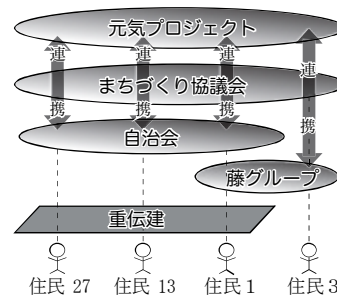 元気プロジェクト
連 連 連 連
まちづくり協議会
携 携 携 携
自治会
藤グループ
重伝建
住民 27 住民 13 住民 1 住民 3